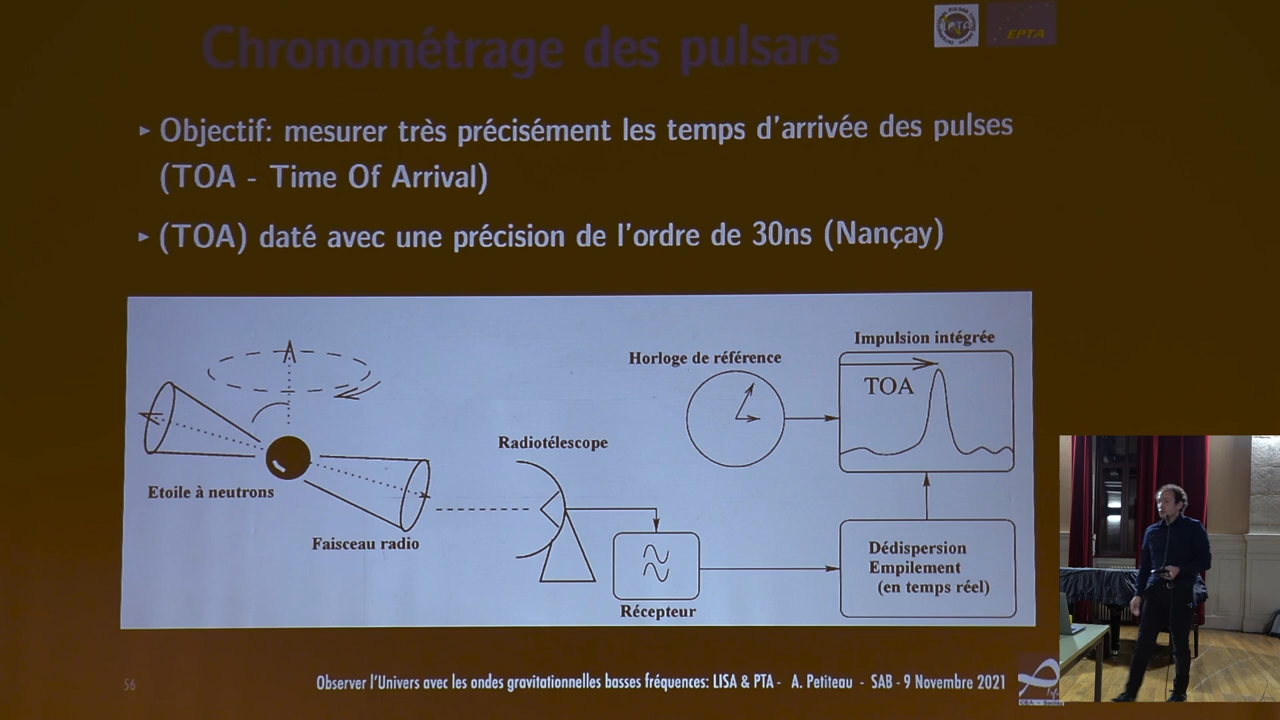 Chronométrage des pulsars
EPTA
▸ Objectif: mesurer très précisément les temps d'arrivée des pulses
(TOA - Time Of Arrival)
▸ (TOA) daté avec une précision de l'ordre de 30ns (Nançay)
Impulsion intégrée
Horloge de référence
TOA
Radiotélescope
Etoile à neutrons
Faisceau radio
Dédispersion
Empilement
(en temps réel)
Récepteur
56
Observer l'Univers avec les ondes gravitationnelles basses fréquences: LISA & PTA - A. Petiteau - SAB - 9 Novembre 2021